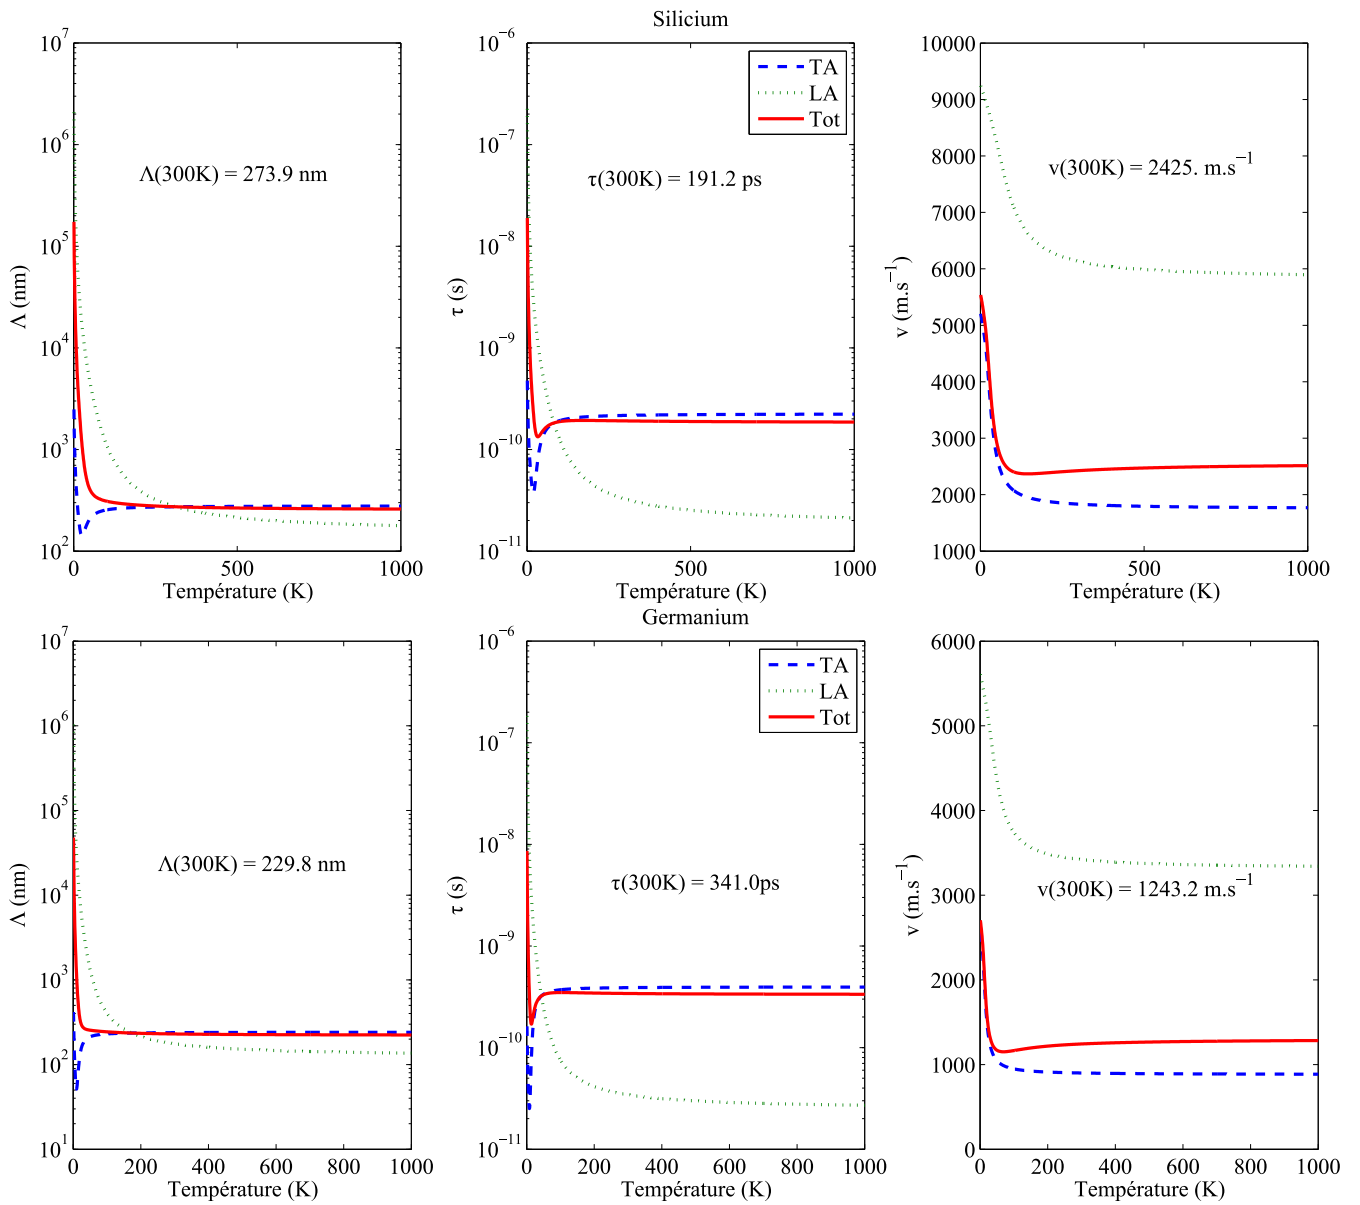 Silicium
10^7
10^6
10^5
10^4
10^3
10^2
Λ (nm)
Λ(300K) = 273.9 nm
0
500
1000
Température (K)
10^−6
10^−7
10^−8
10^−9
10^−10
10^−11
τ (s)
TA
LA
Tot
τ(300K) = 191.2 ps
0
500
1000
Température (K)
10000
9000
8000
7000
6000
5000
4000
3000
2000
1000
v (m.s^−1)
v(300K) = 2425. m.s^−1
0
500
1000
Température (K)
Germanium
10^7
10^6
10^5
10^4
10^3
10^2
10^1
Λ (nm)
Λ(300K) = 229.8 nm
0
200
400
600
800
1000
Température (K)
10^−6
10^−7
10^−8
10^−9
10^−10
10^−11
τ (s)
TA
LA
Tot
τ(300K) = 341.0ps
0
200
400
600
800
1000
Température (K)
6000
5000
4000
3000
2000
1000
0
v (m.s^−1)
v(300K) = 1243.2 m.s^−1
0
200
400
600
800
1000
Température (K)